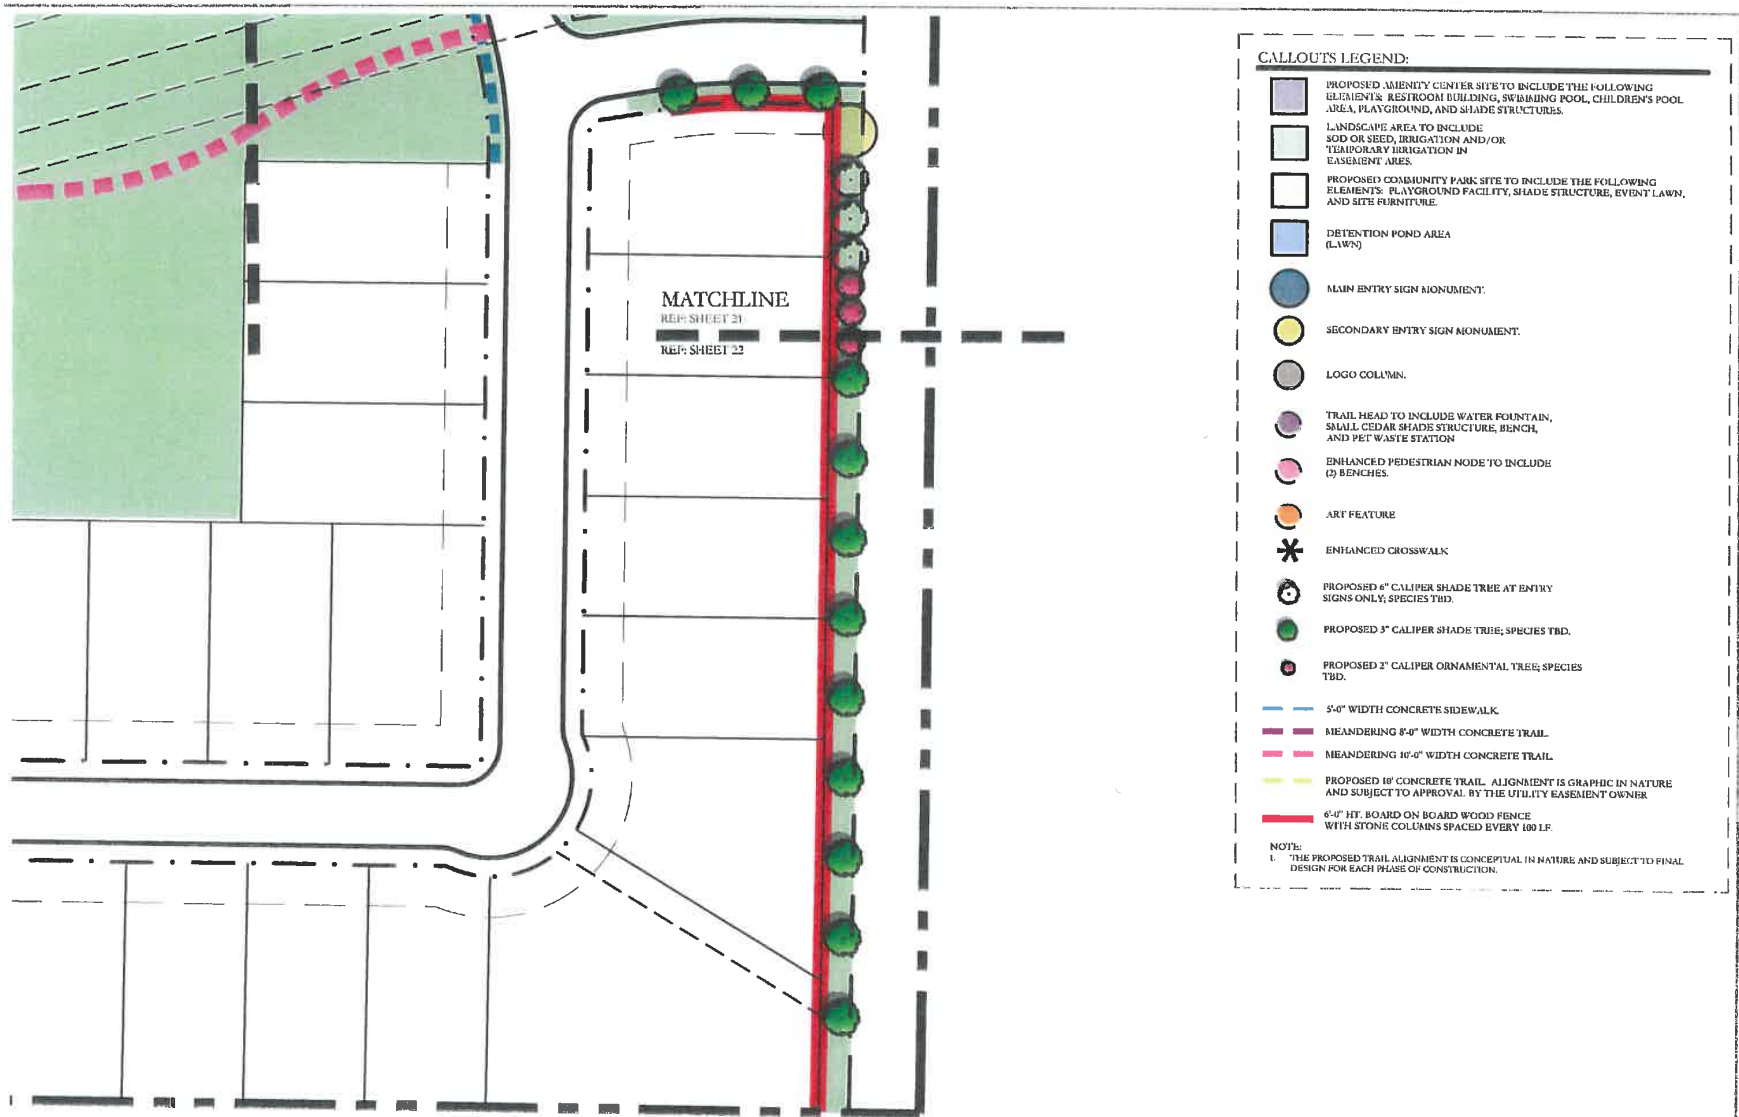 MATCHLINE
REF: SHEET 21
REF: SHEET 22
CALLOUTS LEGEND:
PROPOSED AMENITY CENTER SITE TO INCLUDE THE FOLLOWING
ELEMENTS: RESTROOM BUILDING, SWIMMING POOL, CHILDREN'S POOL
AREA, PLAYGROUND, AND SHADE STRUCTURES.
LANDSCAPE AREA TO INCLUDE
SOD OR SEED, IRRIGATION AND/OR
TEMPORARY IRRIGATION IN
EASEMENT ARES.
PROPOSED COMMUNITY PARK SITE TO INCLUDE THE FOLLOWING
ELEMENTS: PLAYGROUND FACILITY, SHADE STRUCTURE, EVENT LAWN,
AND SITE FURNITURE.
DETENTION POND AREA
(LAWN)
MAIN ENTRY SIGN MONUMENT.
SECONDARY ENTRY SIGN MONUMENT.
LOGO COLUMN.
TRAIL HEAD TO INCLUDE WATER FOUNTAIN,
SMALL CEDAR SHADE STRUCTURE, BENCH,
AND PET WASTE STATION
ENHANCED PEDESTRIAN NODE TO INCLUDE
(2) BENCHES.
ART FEATURE
ENHANCED CROSSWALK
PROPOSED 6" CALIPER SHADE TREE AT ENTRY
SIGNS ONLY; SPECIES TBD.
PROPOSED 3" CALIPER SHADE TREE; SPECIES TBD.
PROPOSED 2" CALIPER ORNAMENTAL TREE; SPECIES
TBD.
5'-0" WIDTH CONCRETE SIDEWALK.
MEANDERING 8'-0" WIDTH CONCRETE TRAIL.
MEANDERING 10'-0" WIDTH CONCRETE TRAIL.
PROPOSED 10' CONCRETE TRAIL. ALIGNMENT IS GRAPHIC IN NATURE
AND SUBJECT TO APPROVAL BY THE UTILITY EASEMENT OWNER
6'-0" HT. BOARD ON BOARD WOOD FENCE
WITH STONE COLUMNS SPACED EVERY 100 LF.
NOTE:
1. THE PROPOSED TRAIL ALIGNMENT IS CONCEPTUAL IN NATURE AND SUBJECT TO FINAL
DESIGN FOR EACH PHASE OF CONSTRUCTION.